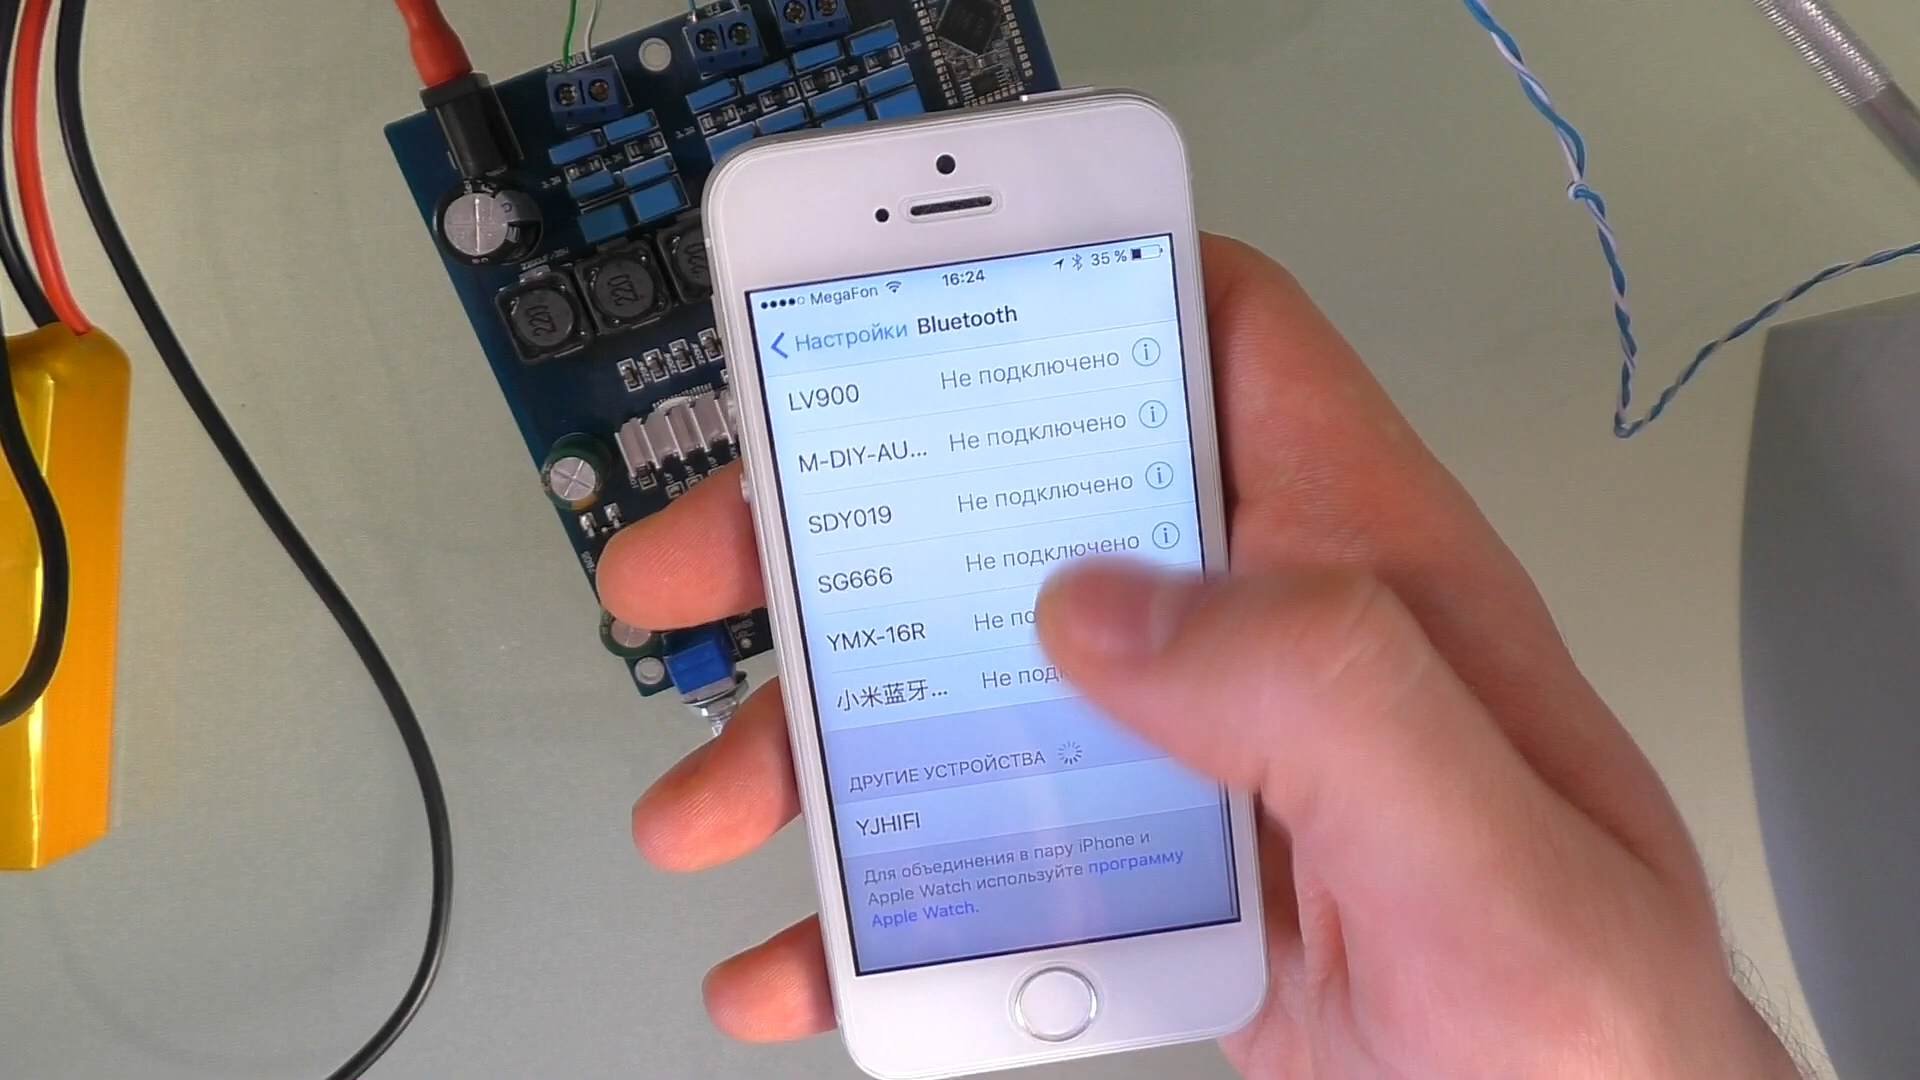 BASS+
220
220
220
MegaFon 16:24 35 %
Настройки Bluetooth
LV900 Не подключено
M-DIY-AU... Не подключено
SDY019 Не подключено
SG666 Не подключено
YMX-16R Не
小米蓝牙... Не
ДРУГИЕ УСТРОЙСТВА
YJHIFI
Для объединения в пару iPhone и
Apple Watch используйте программу
Apple Watch.